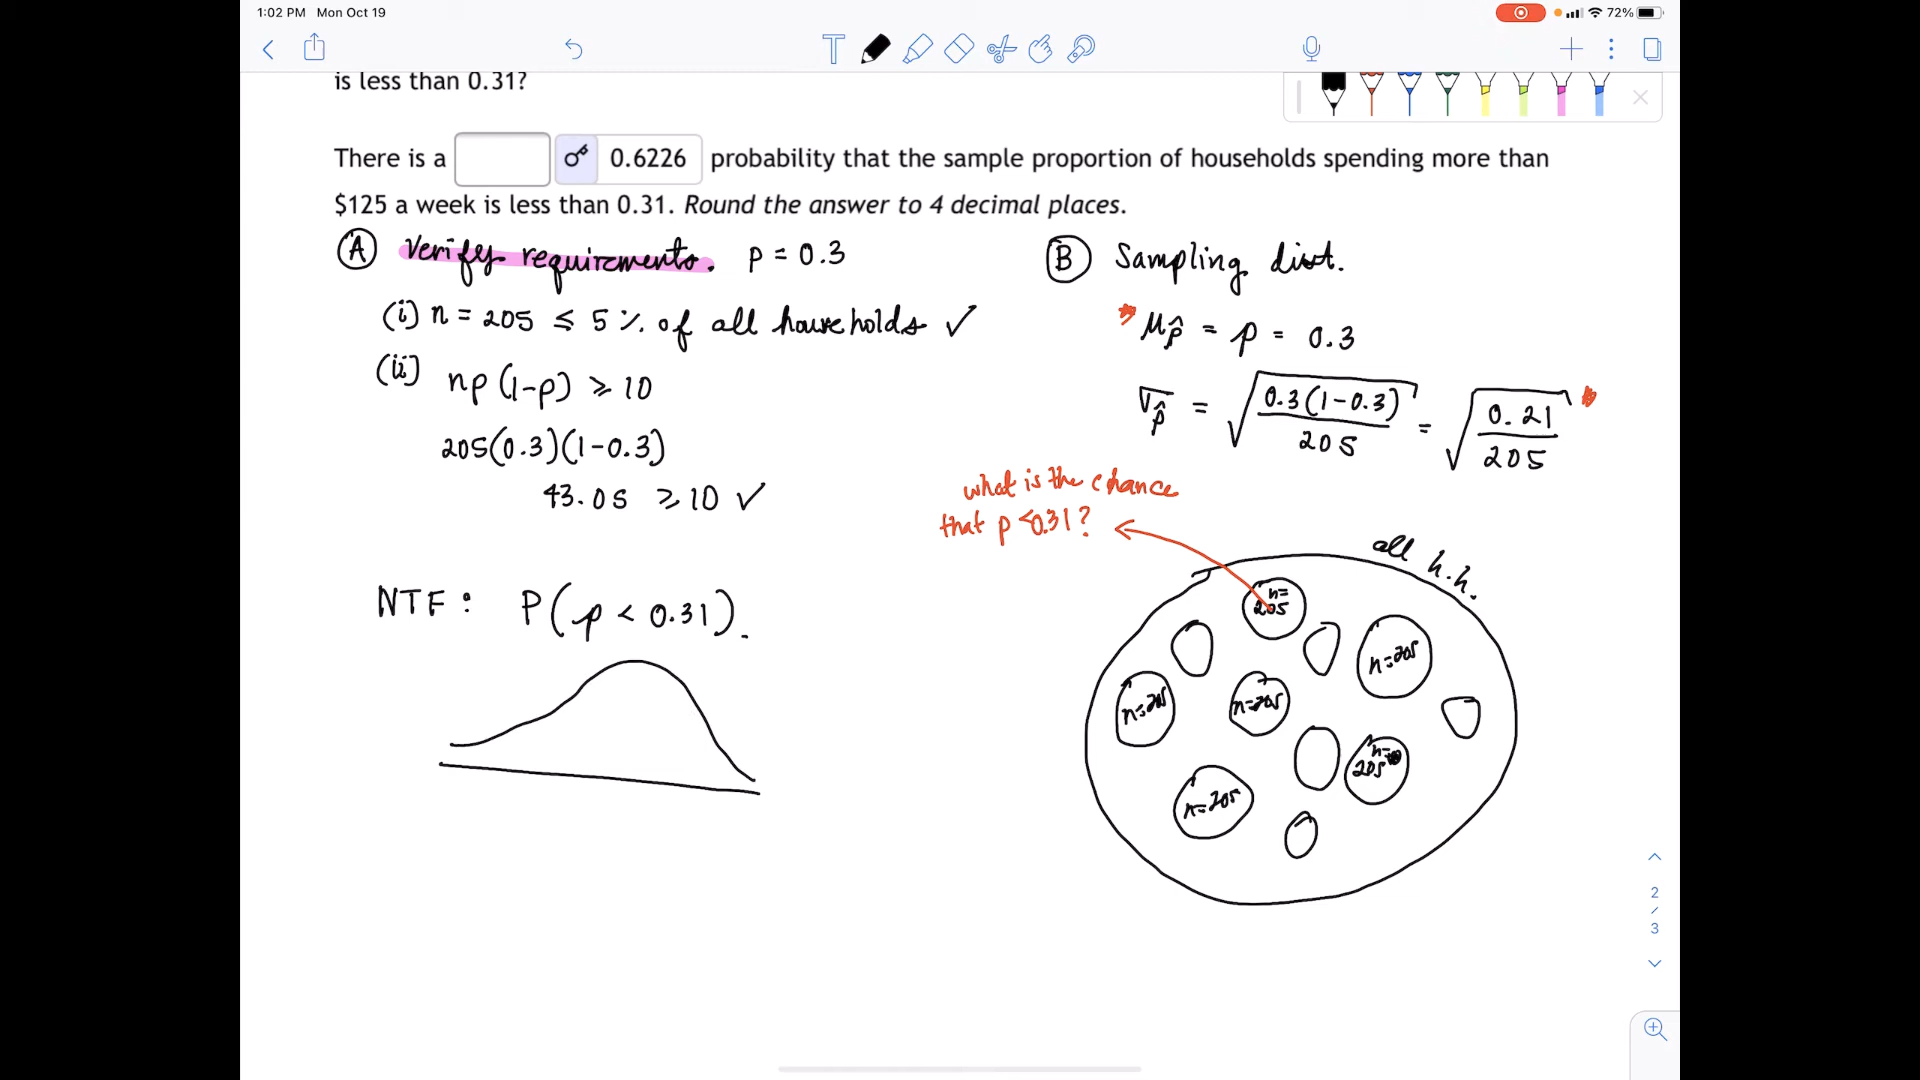 1:02 PM Mon Oct 19
72%
is less than 0.31?
There is a 0.6226 probability that the sample proportion of households spending more than
$125 a week is less than 0.31. Round the answer to 4 decimal places.
Ⓐ Verify requirements. p = 0.3
(i) n = 205 ≤ 5% of all households ✓
(ii) np(1-p) ≥ 10
205(0.3)(1-0.3)
43.05 ≥ 10 ✓
NTF: P(p < 0.31).
Ⓑ Sampling dist.
* μp̂ = p = 0.3
σp̂ = √(0.3(1-0.3)/205) = √(0.21/205) *
what is the chance
that p < 0.31?
all h.h.
n=
205
n=205
n=205
n=205
n=
205
n=205
2
/
3